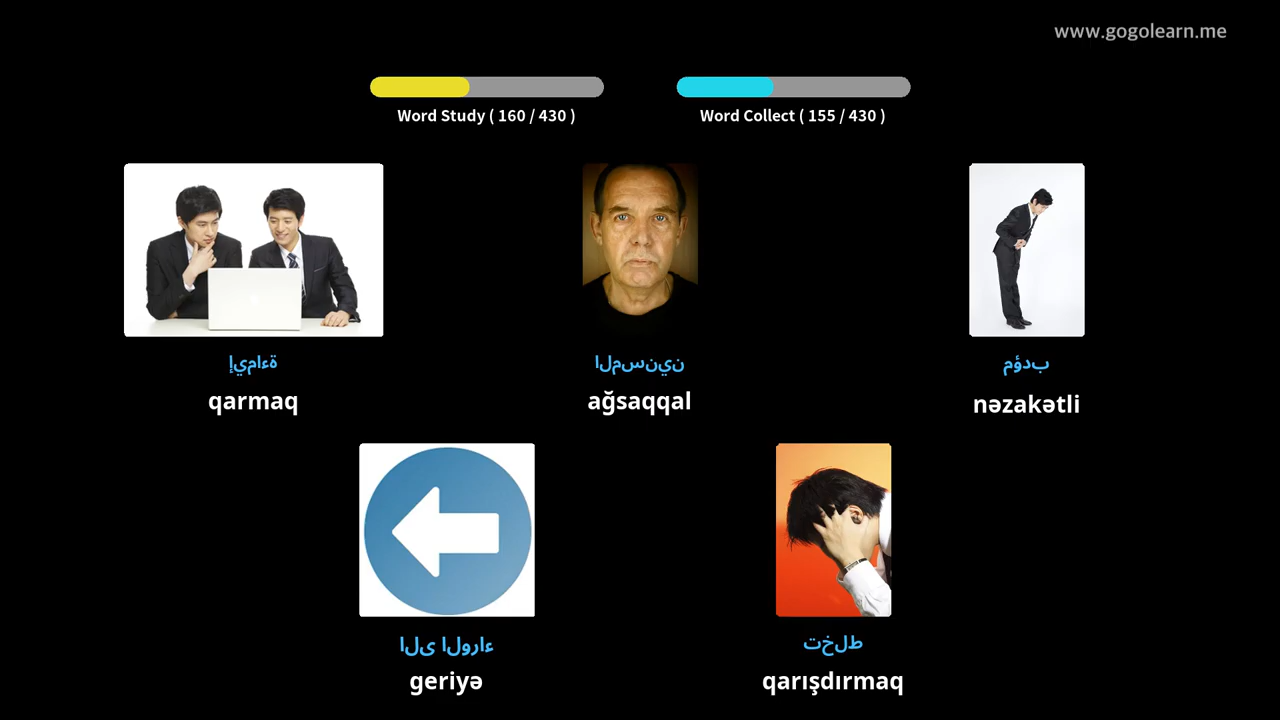 www.gogolearn.me
Word Study ( 160 / 430 )
Word Collect ( 155 / 430 )
إيماءة
المسنين
مؤدب
qarmaq
ağsaqqal
nəzakətli
الى الوراء
تخلط
geriyə
qarışdırmaq